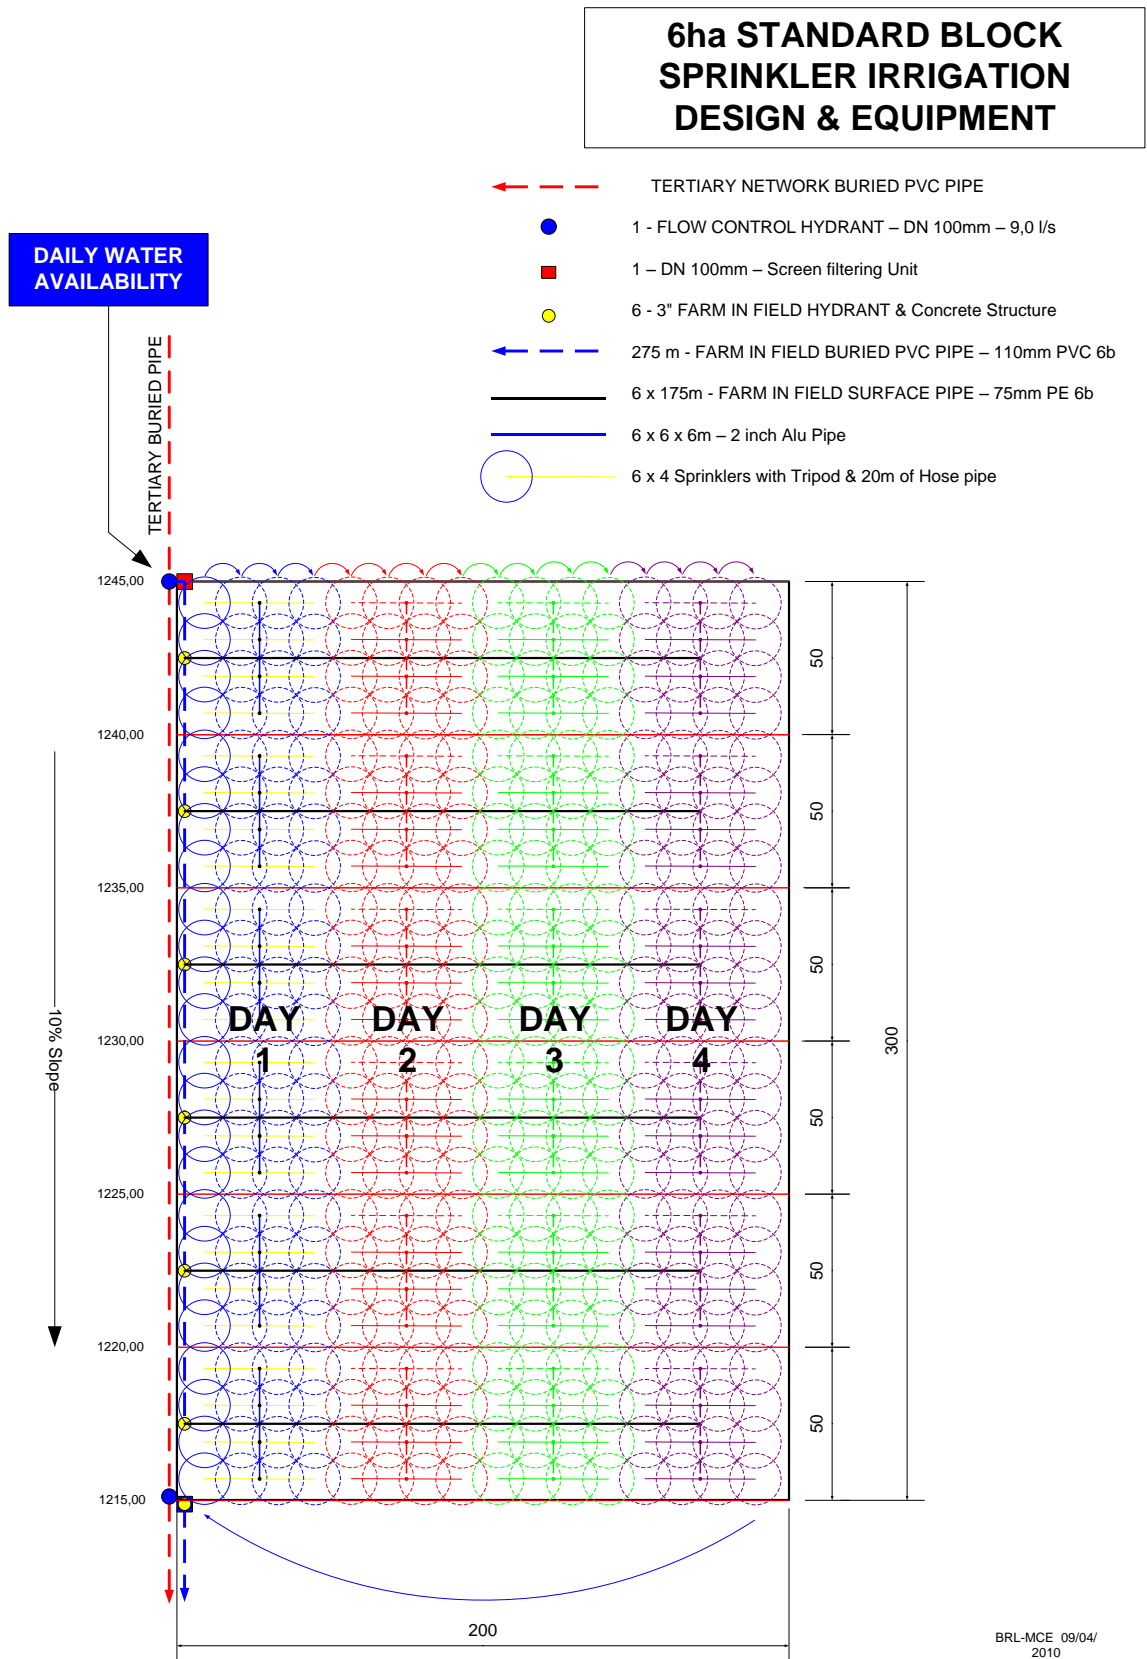 6ha STANDARD BLOCK
SPRINKLER IRRIGATION
DESIGN & EQUIPMENT
TERTIARY NETWORK BURIED PVC PIPE
1 - FLOW CONTROL HYDRANT – DN 100mm – 9,0 l/s
1 – DN 100mm – Screen filtering Unit
6 - 3" FARM IN FIELD HYDRANT & Concrete Structure
275 m - FARM IN FIELD BURIED PVC PIPE – 110mm PVC 6b
6 x 175m - FARM IN FIELD SURFACE PIPE – 75mm PE 6b
6 x 6 x 6m – 2 inch Alu Pipe
6 x 4 Sprinklers with Tripod & 20m of Hose pipe
DAILY WATER
AVAILABILITY
TERTIARY BURIED PIPE
1245,00
1240,00
1235,00
1230,00
1225,00
1220,00
1215,00
10% Slope
DAY
1
DAY
2
DAY
3
DAY
4
50
50
50
50
50
50
300
200
BRL-MCE 09/04/
2010